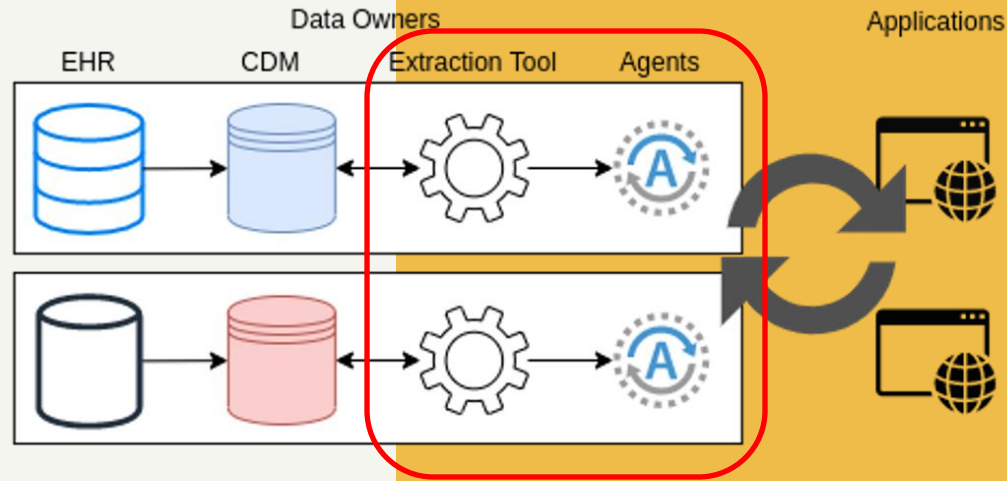 Data Owners
Applications
EHR
CDM
Extraction Tool
Agents
A
A